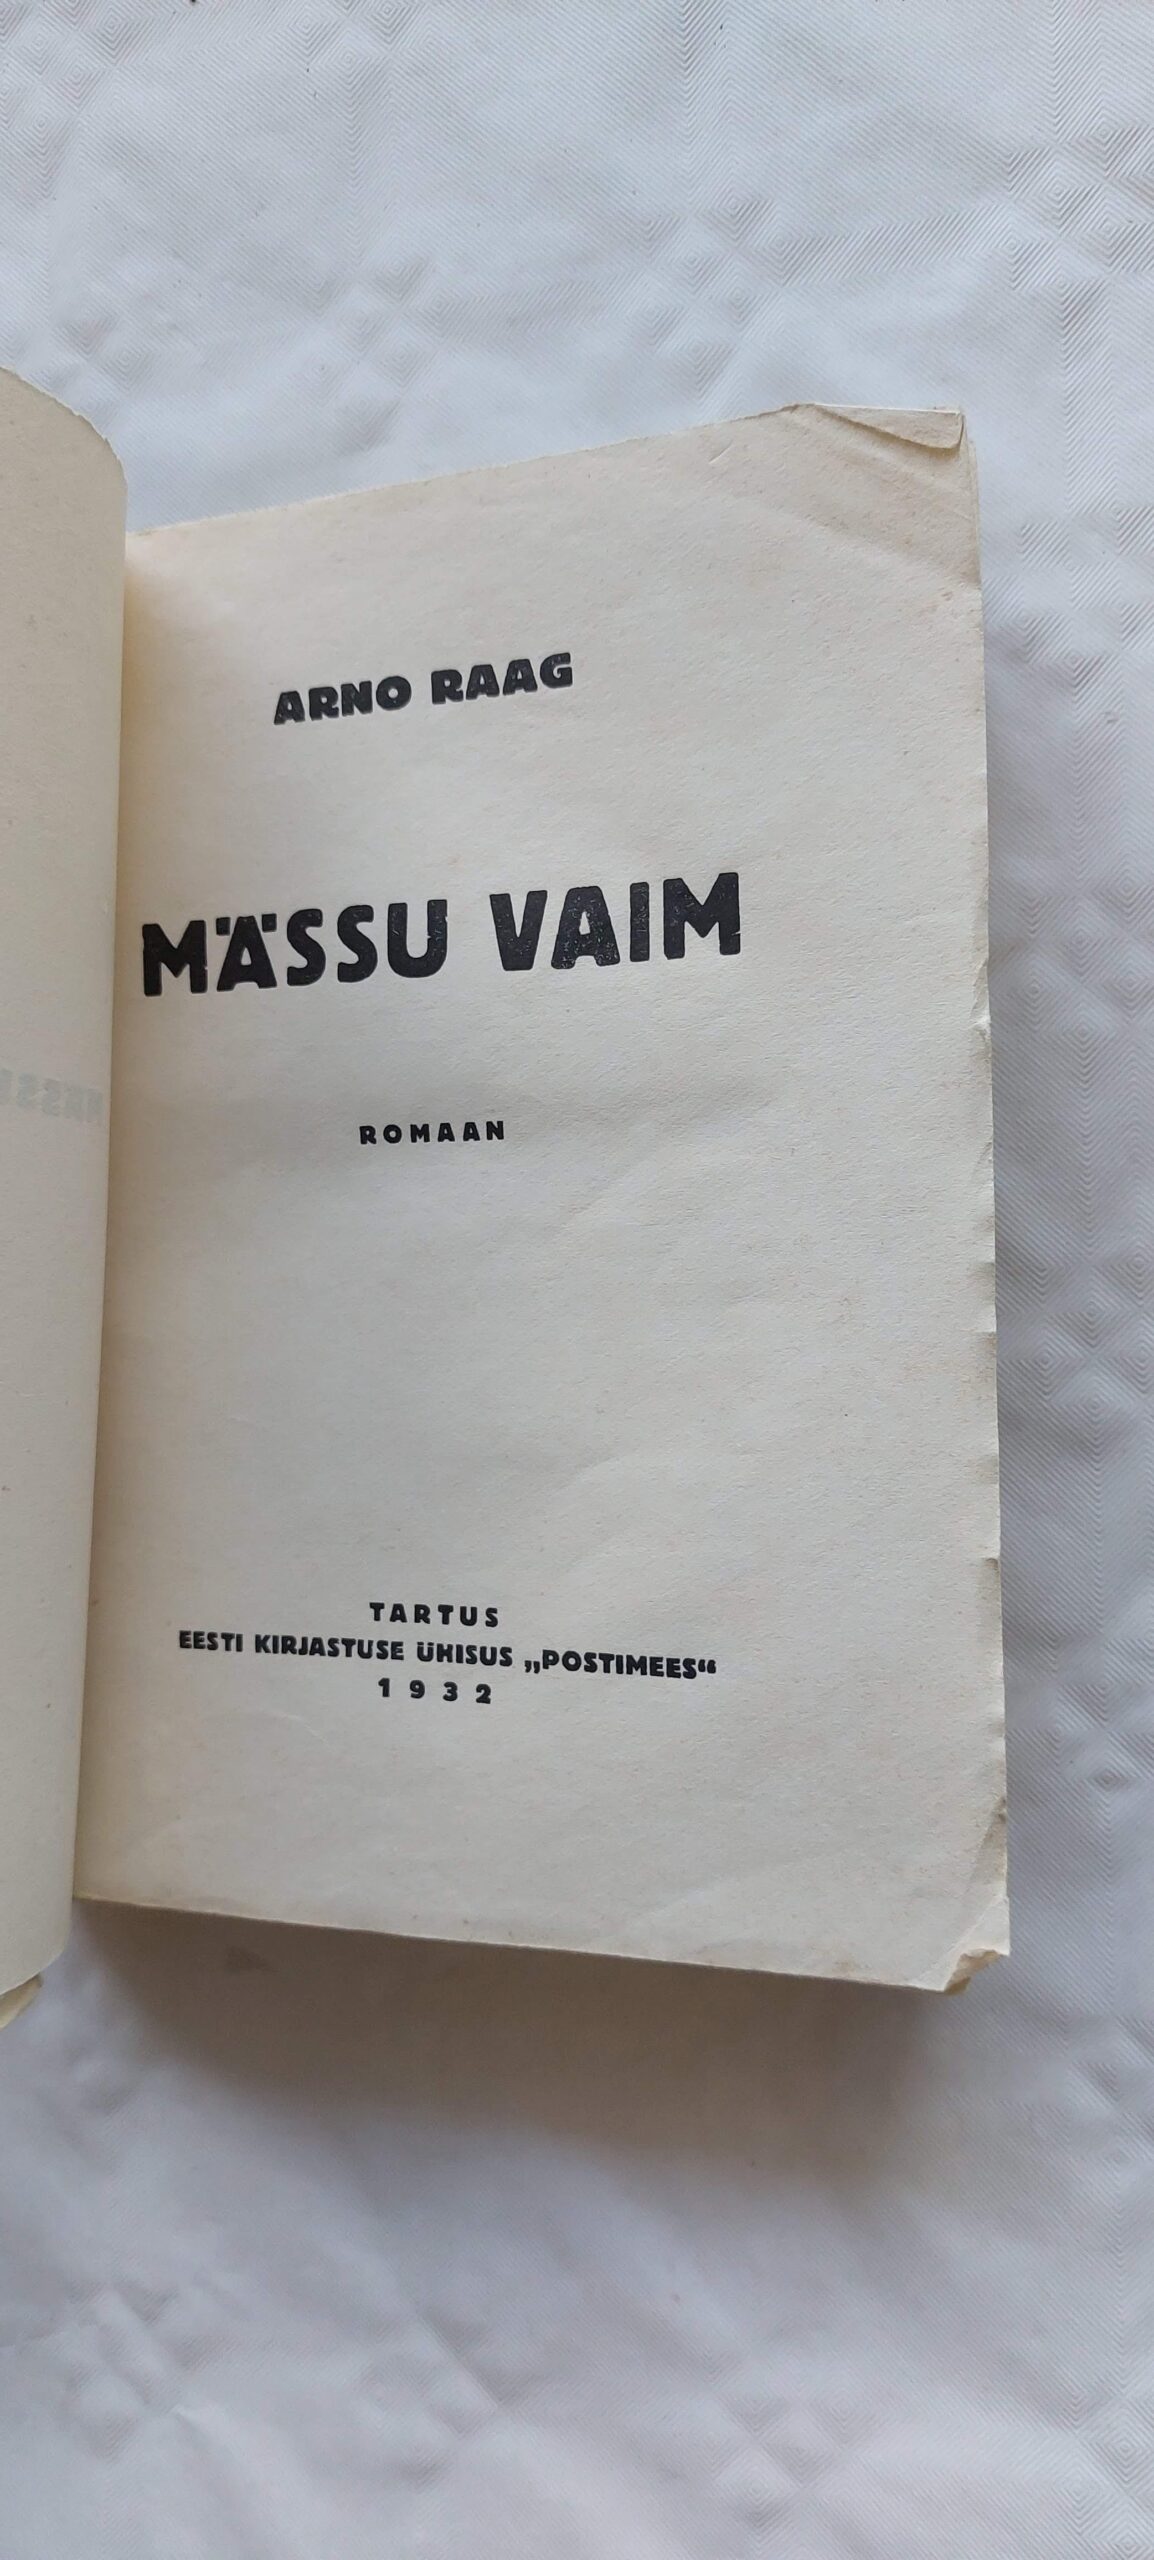 ARNO RAAG
MÄSSU VAIM
ROMAAN
TARTUS
EESTI KIRJASTUSE ÜHISUS „POSTIMEES“
1932